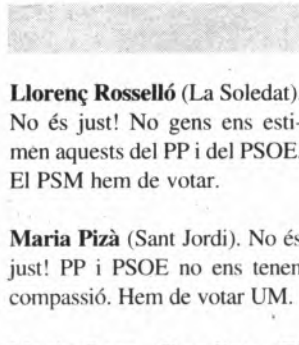 Llorenç Rosselló (La Soledat).
No és just! No gens ens esti-
men aquests del PP i del PSOE.
El PSM hem de votar.
Maria Pizà (Sant Jordi). No és
just! PP i PSOE no ens tenen
compassió. Hem de votar UM.